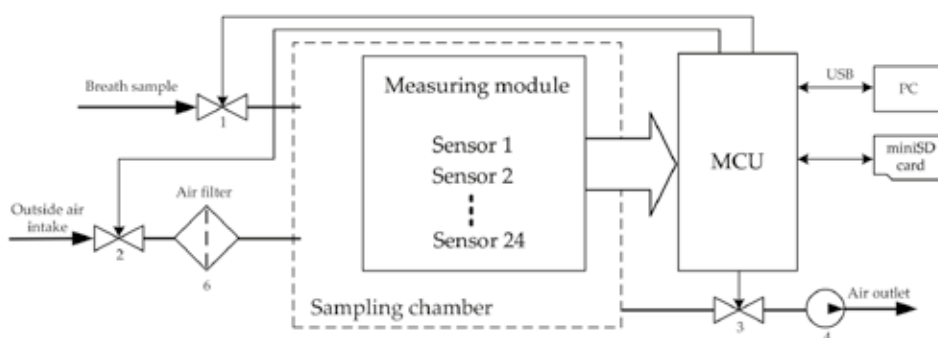 Breath sample
1
Outside air
intake
2
Air filter
6
Measuring module
Sensor 1
Sensor 2
Sensor 24
Sampling chamber
MCU
USB
PC
miniSD
card
3
4
Air outlet